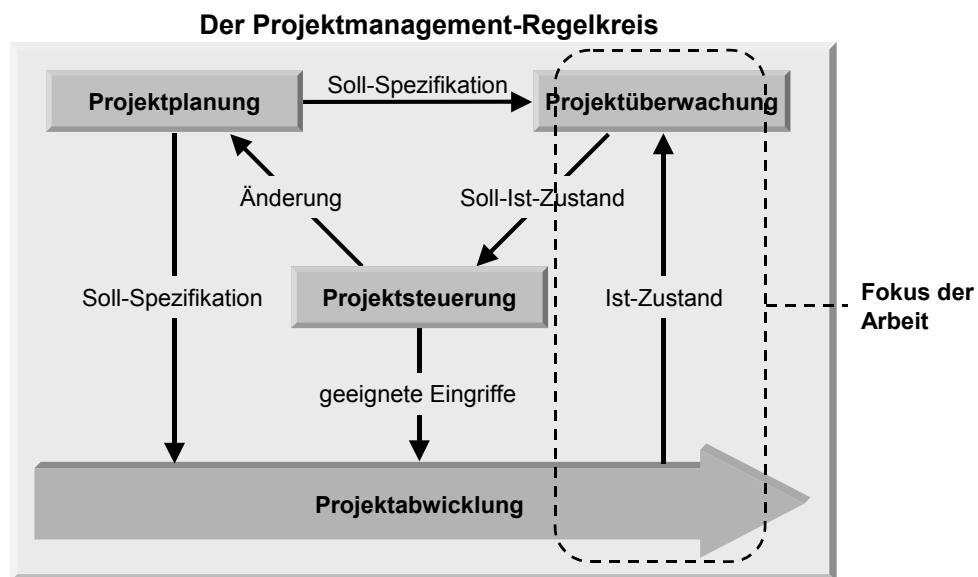 Der Projektmanagement-Regelkreis
Soll-Spezifikation
Projektplanung
Projektüberwachung
Änderung
Soll-Ist-Zustand
Soll-Spezifikation
Projektsteuerung
Ist-Zustand
Fokus der
Arbeit
geeignete Eingriffe
Projektabwicklung